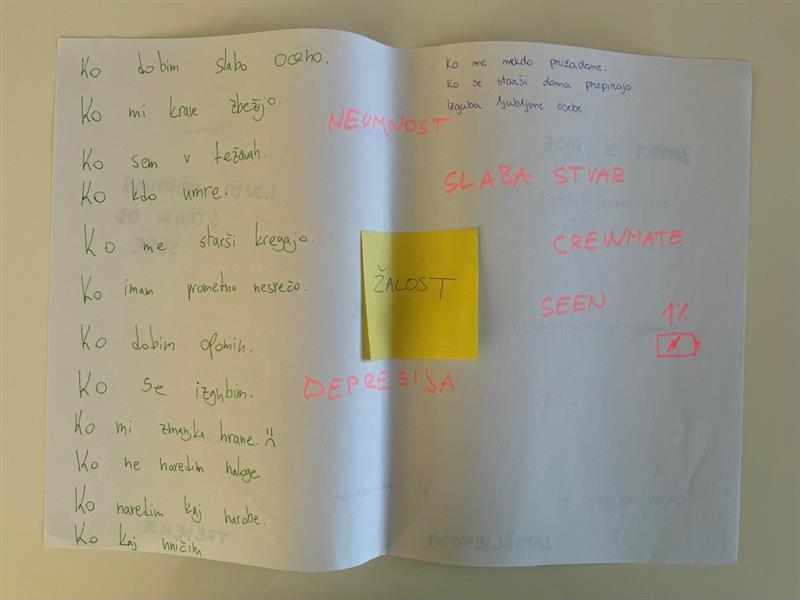 Ko dobim slabo oceno.
Ko mi krave zbežijo.
Ko sem v težavah.
Ko kdo umre.
Ko me starši kregajo.
Ko imam prometno nesrečo.
Ko dobim opomin.
Ko se izgubim.
Ko mi zmanjka hrane.
Ko ne naredim naloge.
Ko naredim kaj narobe.
Ko kaj uničim.
NEUMNOST
ŽALOST
DEPRESIJA
Ko me nekdo prizadame.
Ko se starši doma prepirajo.
Izguba ljubljene osebe.
SLABA STVAR
CREWMATE
SEEN
1%